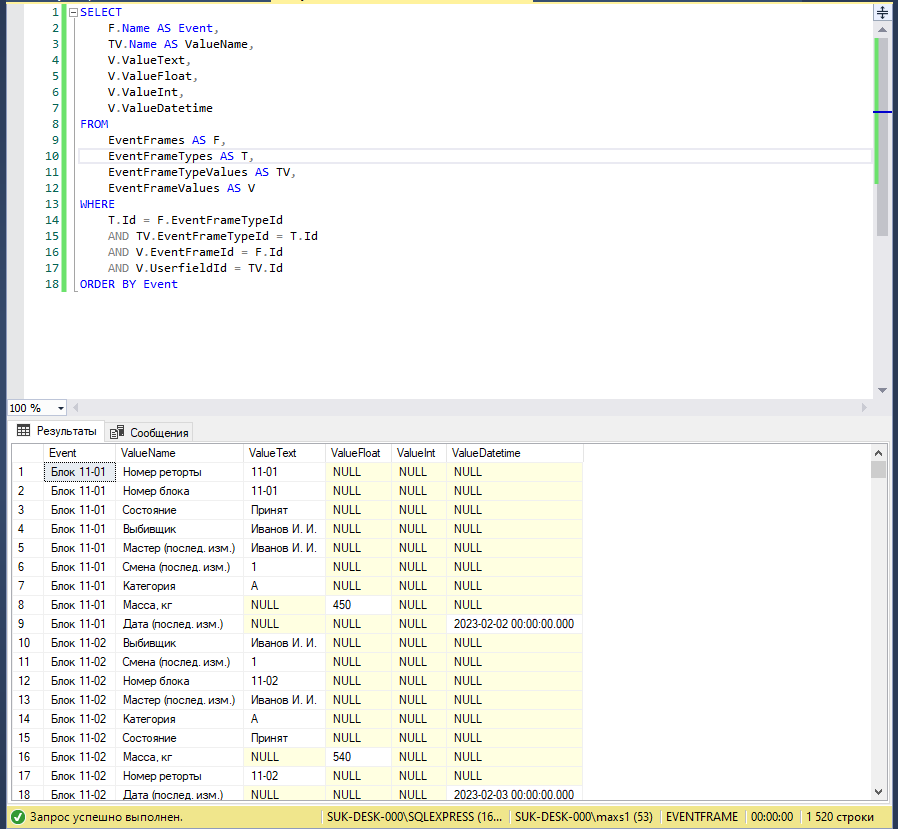 1 SELECT
2 F.Name AS Event,
3 TV.Name AS ValueName,
4 V.ValueText,
5 V.ValueFloat,
6 V.ValueInt,
7 V.ValueDatetime
8 FROM
9 EventFrames AS F,
10 EventFrameTypes AS T,
11 EventFrameTypeValues AS TV,
12 EventFrameValues AS V
13 WHERE
14 T.Id = F.EventFrameTypeId
15 AND TV.EventFrameTypeId = T.Id
16 AND V.EventFrameId = F.Id
17 AND V.UserfieldId = TV.Id
18 ORDER BY Event
100 %
Результаты Сообщения
Event ValueName ValueText ValueFloat ValueInt ValueDatetime
1 Блок 11-01 Номер реторты 11-01 NULL NULL NULL
2 Блок 11-01 Номер блока 11-01 NULL NULL NULL
3 Блок 11-01 Состояние Принят NULL NULL NULL
4 Блок 11-01 Выбивщик Иванов И. И. NULL NULL NULL
5 Блок 11-01 Мастер (послед. изм.) Иванов И. И. NULL NULL NULL
6 Блок 11-01 Смена (послед. изм.) 1 NULL NULL NULL
7 Блок 11-01 Категория А NULL NULL NULL
8 Блок 11-01 Масса, кг NULL 450 NULL NULL
9 Блок 11-01 Дата (послед. изм.) NULL NULL NULL 2023-02-02 00:00:00.000
10 Блок 11-02 Выбивщик Иванов И. И. NULL NULL NULL
11 Блок 11-02 Смена (послед. изм.) 1 NULL NULL NULL
12 Блок 11-02 Номер блока 11-02 NULL NULL NULL
13 Блок 11-02 Мастер (послед. изм.) Иванов И. И. NULL NULL NULL
14 Блок 11-02 Категория А NULL NULL NULL
15 Блок 11-02 Состояние Принят NULL NULL NULL
16 Блок 11-02 Масса, кг NULL 540 NULL NULL
17 Блок 11-02 Номер реторты 11-02 NULL NULL NULL
18 Блок 11-02 Дата (послед. изм.) NULL NULL NULL 2023-02-03 00:00:00.000
Запрос успешно выполнен. SUK-DESK-000\SQLEXPRESS (16... SUK-DESK-000\maxs1 (53) EVENTFRAME 00:00:00 1 520 строки